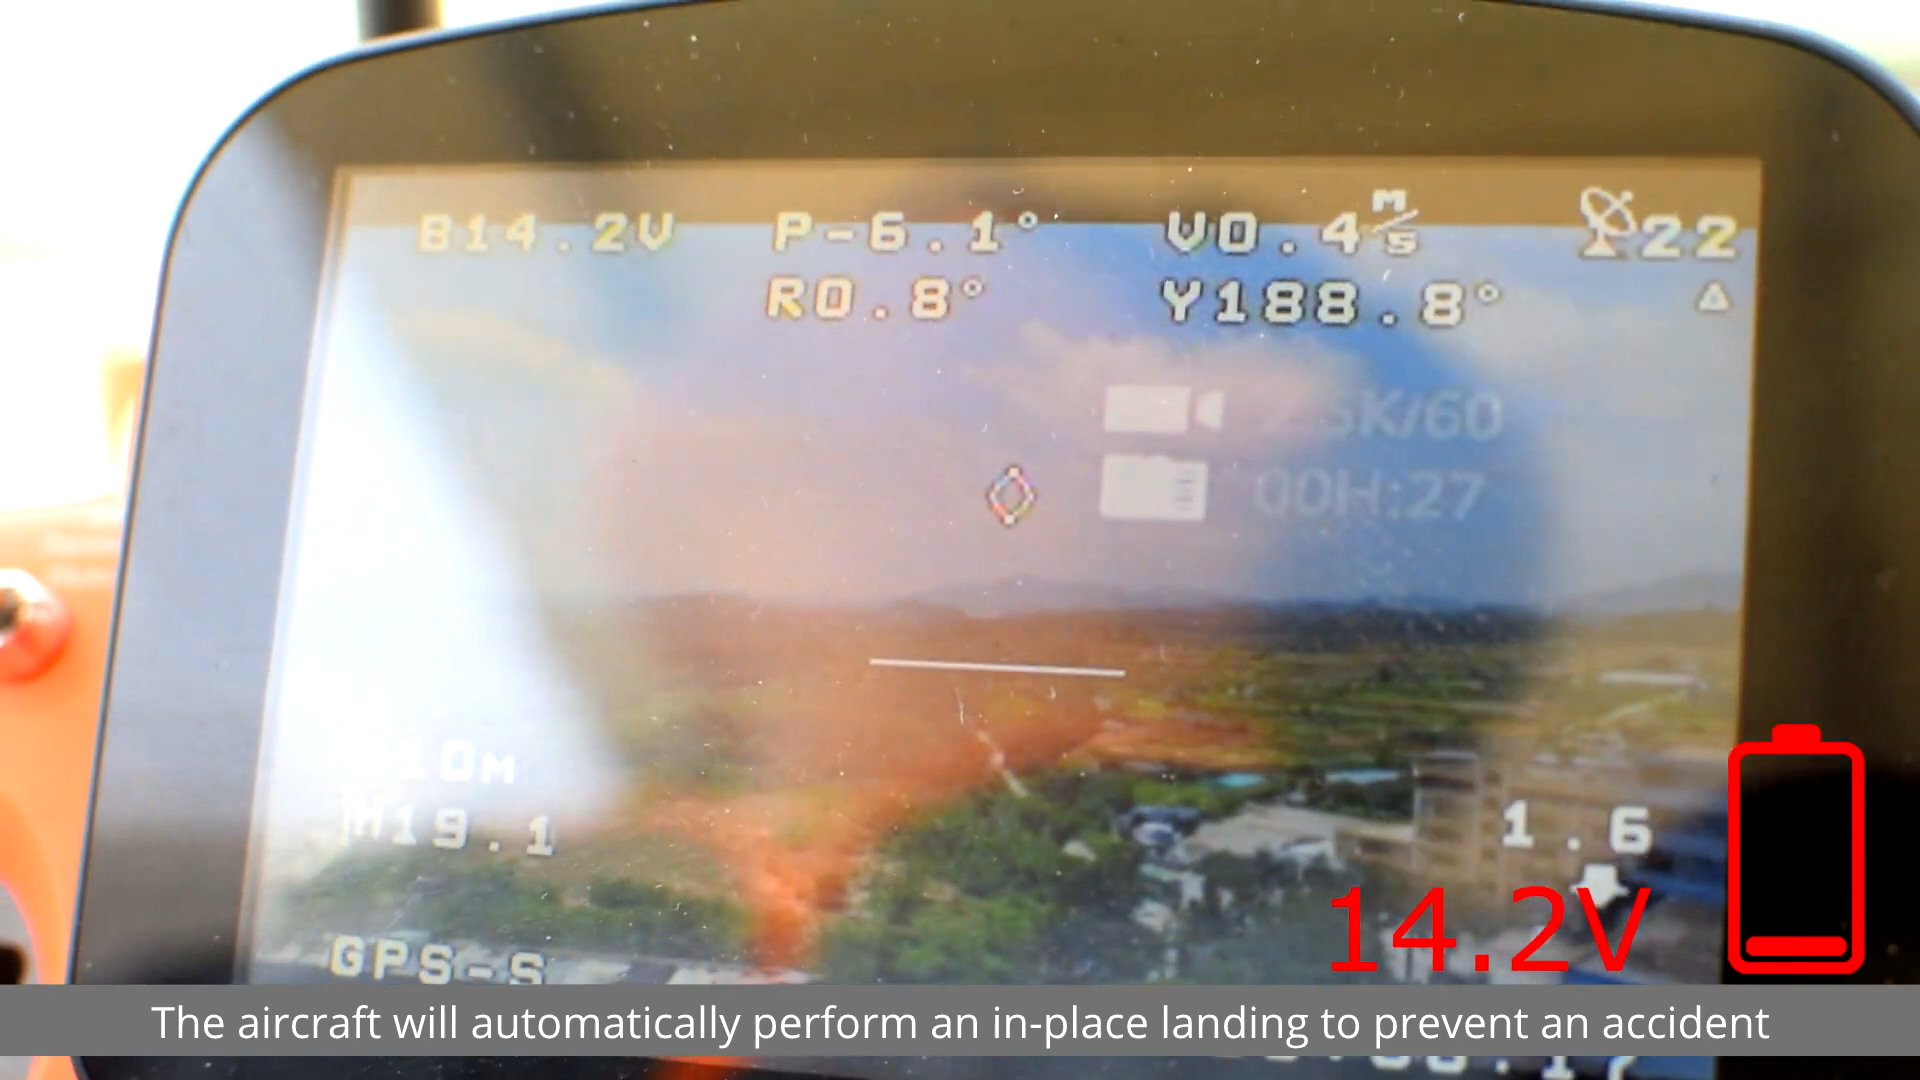 B14.2V P-6.1° V0.4 M/S 22
R0.8° Y188.8°
5K/60
00H:27
10M
19.1
1.6
14.2V
GPS-S
The aircraft will automatically perform an in-place landing to prevent an accident